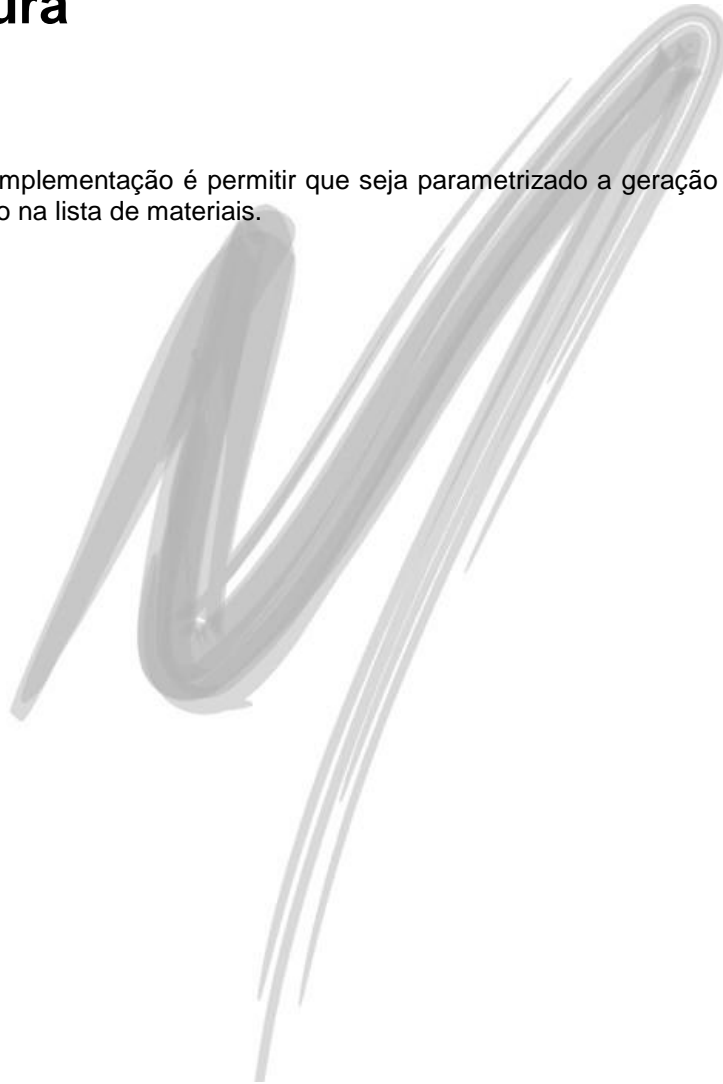 ura
mplementação é permitir que seja parametrizado a geração
o na lista de materiais.